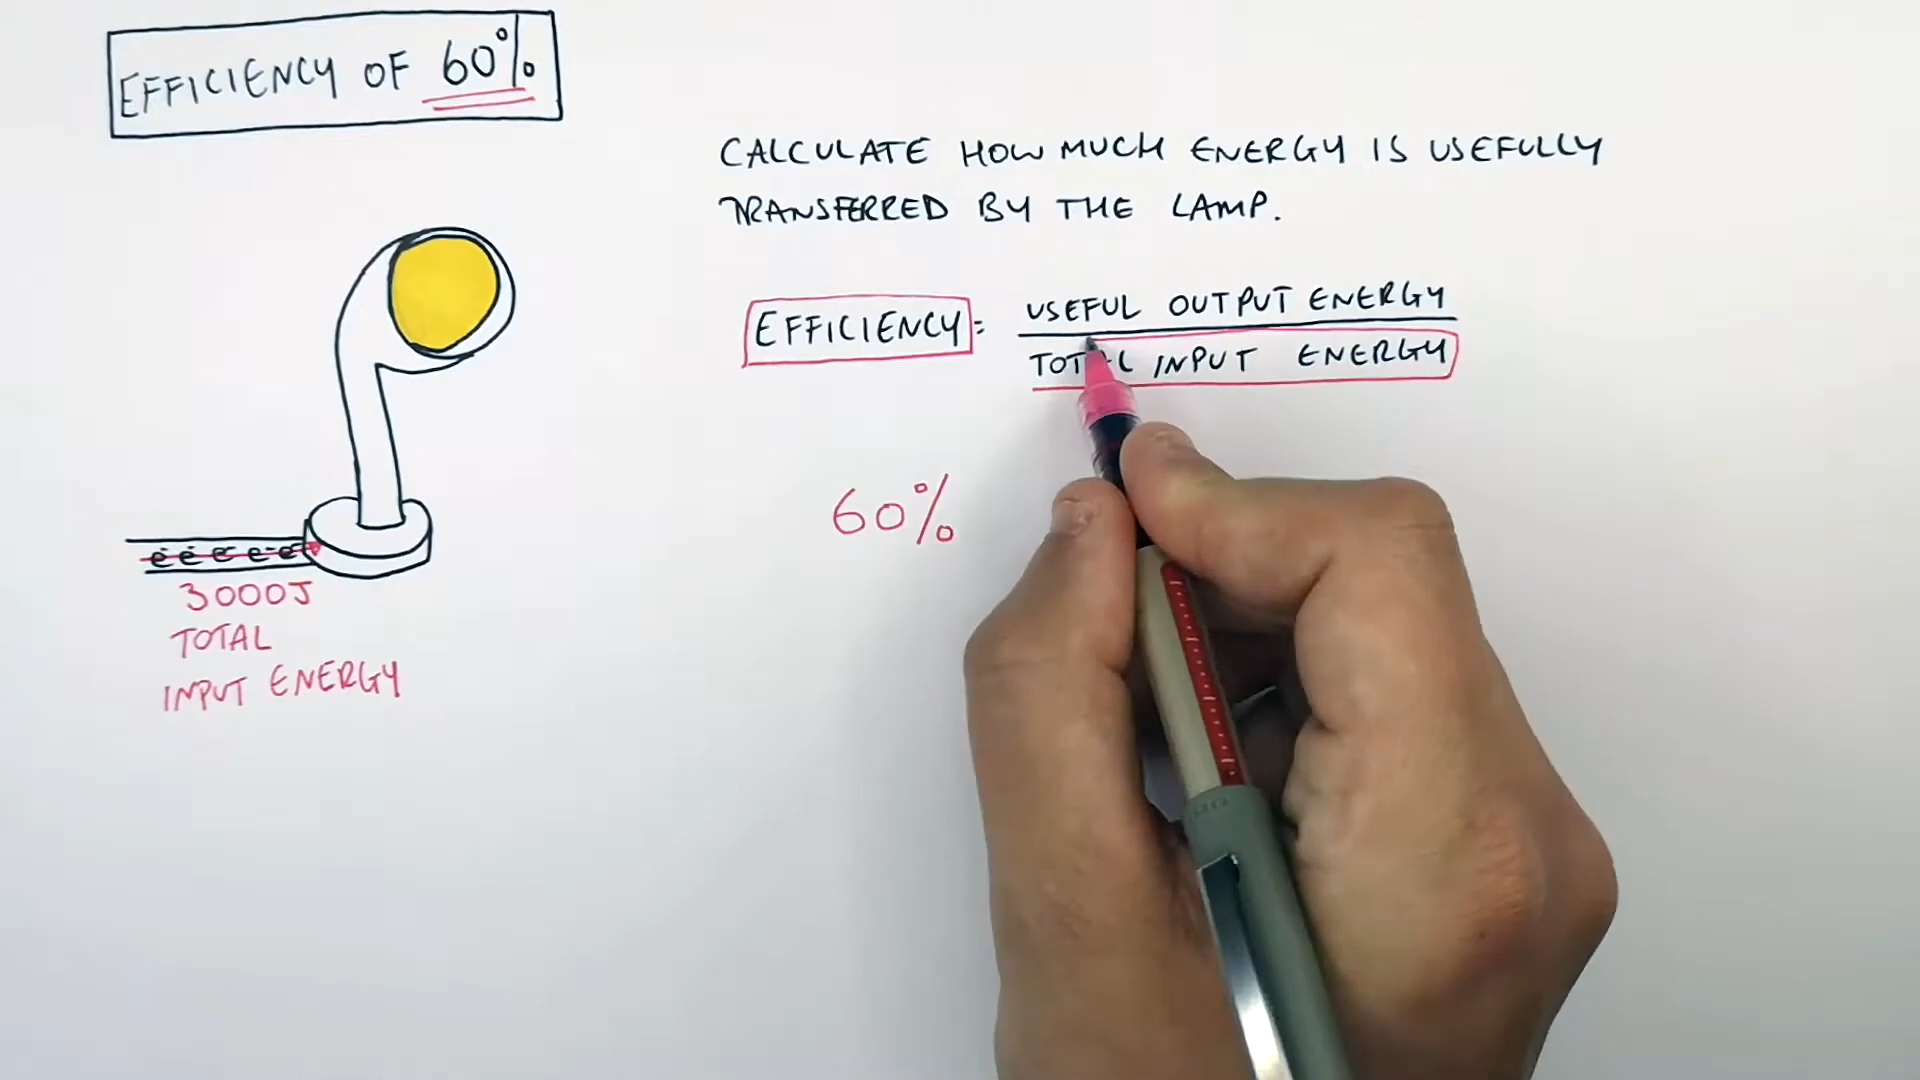 EFFICIENCY OF 60%
CALCULATE HOW MUCH ENERGY IS USEFULLY
TRANSFERRED BY THE LAMP.
EFFICIENCY = USEFUL OUTPUT ENERGY
INPUT ENERGY
60%
e e e e e
3000J
TOTAL
INPUT ENERGY